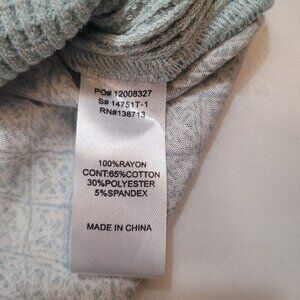 PO# 12008327
S# 14751T-1
RN#138713
100%RAYON
CONT:65%COTTON
30%POLYESTER
5%SPANDEX
MADE IN CHINA